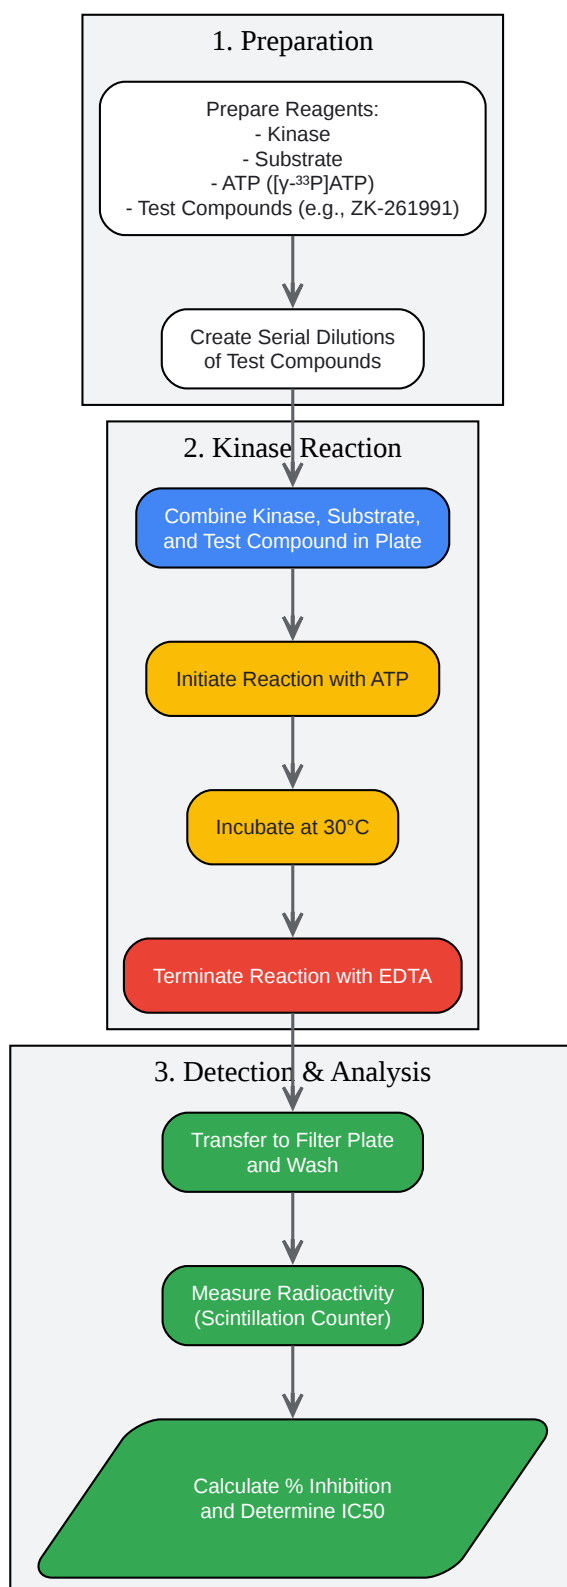 1. Preparation
Prepare Reagents:
- Kinase
- Substrate
- ATP ([γ-³³P]ATP)
- Test Compounds (e.g., ZK-261991)
Create Serial Dilutions
of Test Compounds
2. Kinase Reaction
Combine Kinase, Substrate,
and Test Compound in Plate
Initiate Reaction with ATP
Incubate at 30°C
Terminate Reaction with EDTA
3. Detection & Analysis
Transfer to Filter Plate
and Wash
Measure Radioactivity
(Scintillation Counter)
Calculate % Inhibition
and Determine IC50